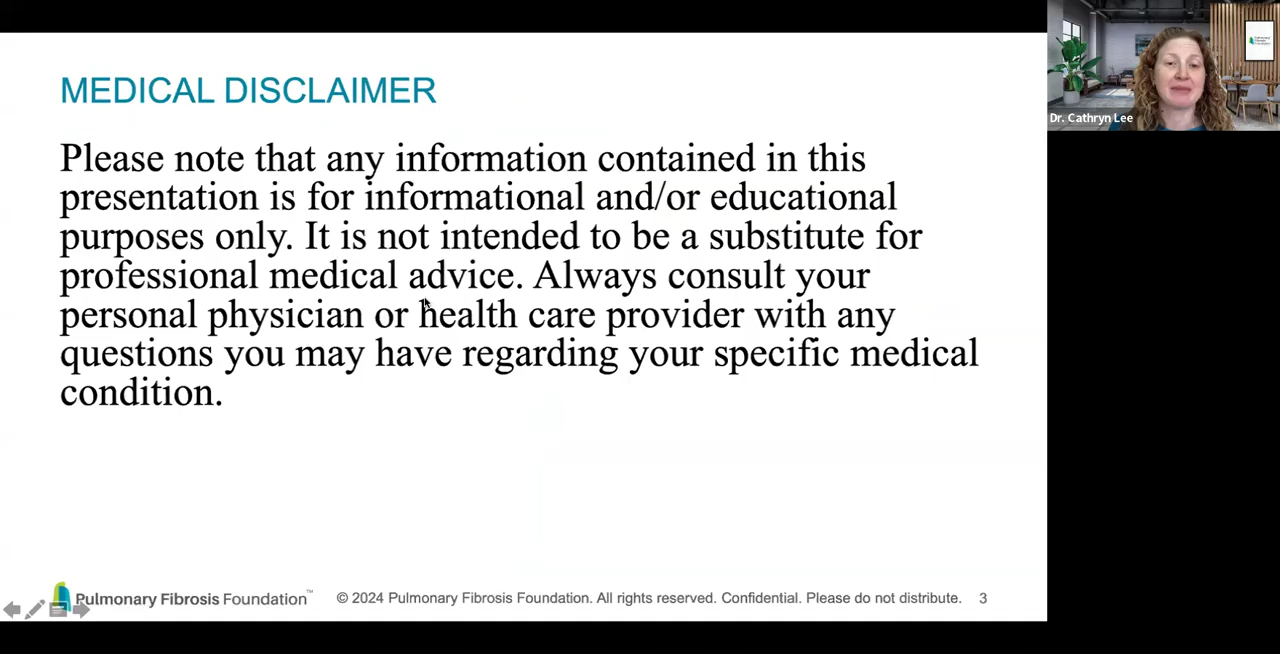 MEDICAL DISCLAIMER
Please note that any information contained in this
presentation is for informational and/or educational
purposes only. It is not intended to be a substitute for
professional medical advice. Always consult your
personal physician or health care provider with any
questions you may have regarding your specific medical
condition.
Pulmonary Fibrosis Foundation™
© 2024 Pulmonary Fibrosis Foundation. All rights reserved. Confidential. Please do not distribute. 3
Pulmonary
Fibrosis
Foundation
Dr. Cathryn Lee